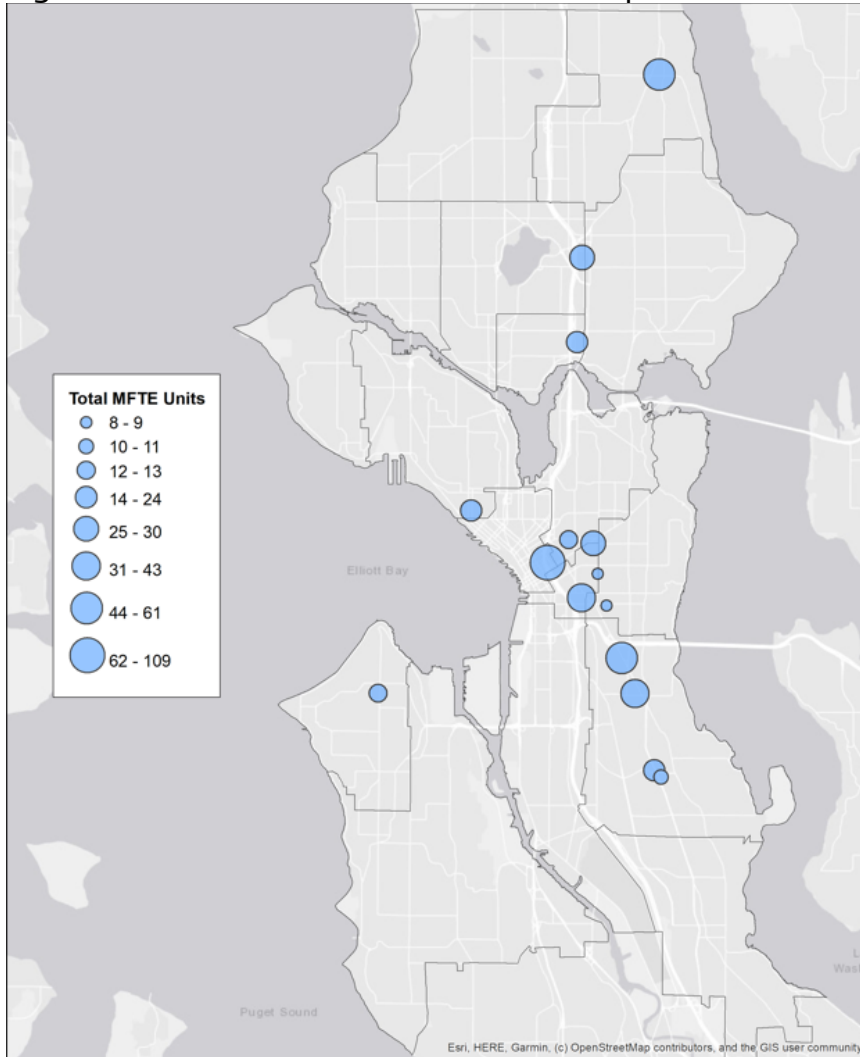 Total MFTE Units
8 - 9
10 - 11
12 - 13
14 - 24
25 - 30
31 - 43
44 - 61
62 - 109
Elliott Bay
Puget Sound
L
Was
Esri, HERE, Garmin, (c) OpenStreetMap contributors, and the GIS user community